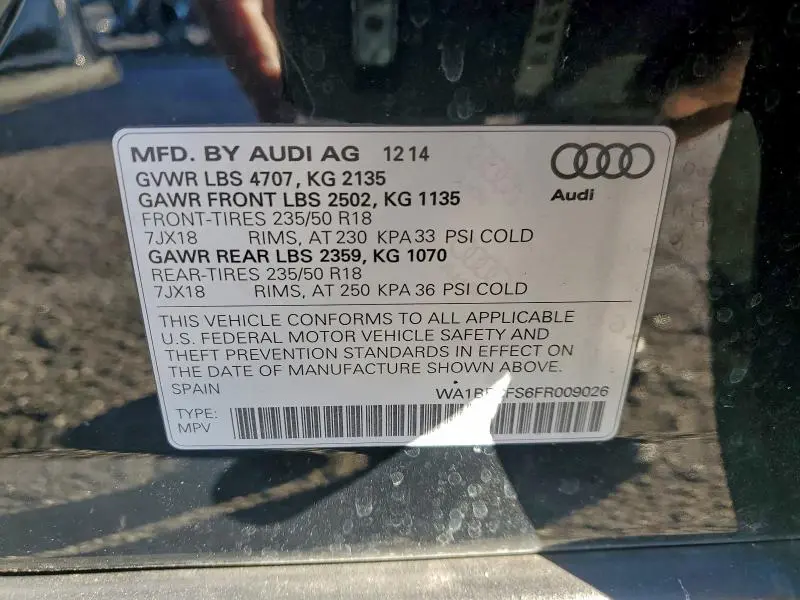 MFD. BY AUDI AG 12 14
GVWR LBS 4707, KG 2135
GAWR FRONT LBS 2502, KG 1135
FRONT-TIRES 235/50 R18
7JX18 RIMS, AT 230 KPA 33 PSI COLD
GAWR REAR LBS 2359, KG 1070
REAR-TIRES 235/50 R18
7JX18 RIMS, AT 250 KPA 36 PSI COLD
Audi
THIS VEHICLE CONFORMS TO ALL APPLICABLE
U.S. FEDERAL MOTOR VEHICLE SAFETY AND
THEFT PREVENTION STANDARDS IN EFFECT ON
THE DATE OF MANUFACTURE SHOWN ABOVE.
SPAIN
TYPE:
MPV